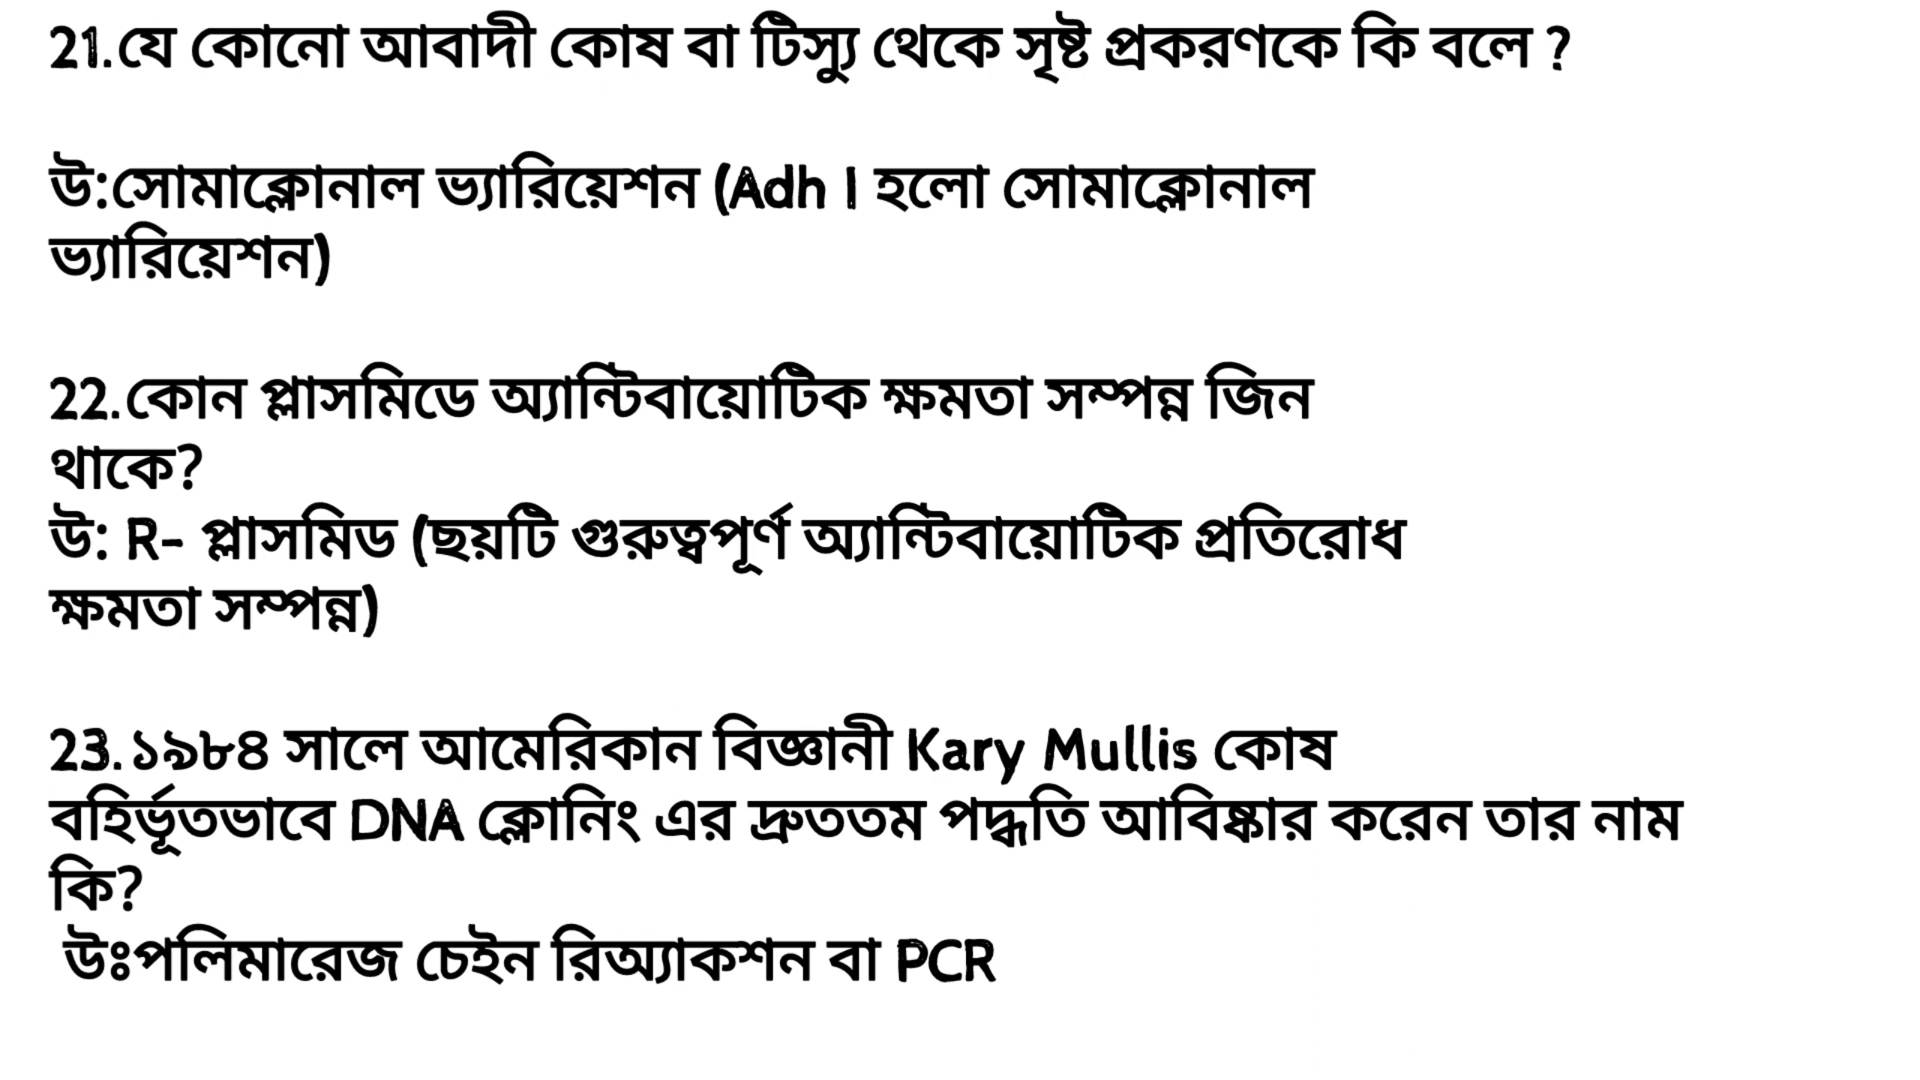 21.যে কোনো আবাদী কোষ বা টিস্যু থেকে সৃষ্ট প্রকরণকে কি বলে ?
উ:সোমাক্লোনাল ভ্যারিয়েশন (Adh I হলো সোমাক্লোনাল
ভ্যারিয়েশন)
22.কোন প্লাসমিডে অ্যান্টিবায়োটিক ক্ষমতা সম্পন্ন জিন
থাকে?
উ: R- প্লাসমিড (ছয়টি গুরুত্বপূর্ণ অ্যান্টিবায়োটিক প্রতিরোধ
ক্ষমতা সম্পন্ন)
23.১৯৮৪ সালে আমেরিকান বিজ্ঞানী Kary Mullis কোষ
বহির্ভূতভাবে DNA ক্লোনিং এর দ্রুততম পদ্ধতি আবিষ্কার করেন তার নাম
কি?
উঃপলিমারেজ চেইন রিঅ্যাকশন বা PCR